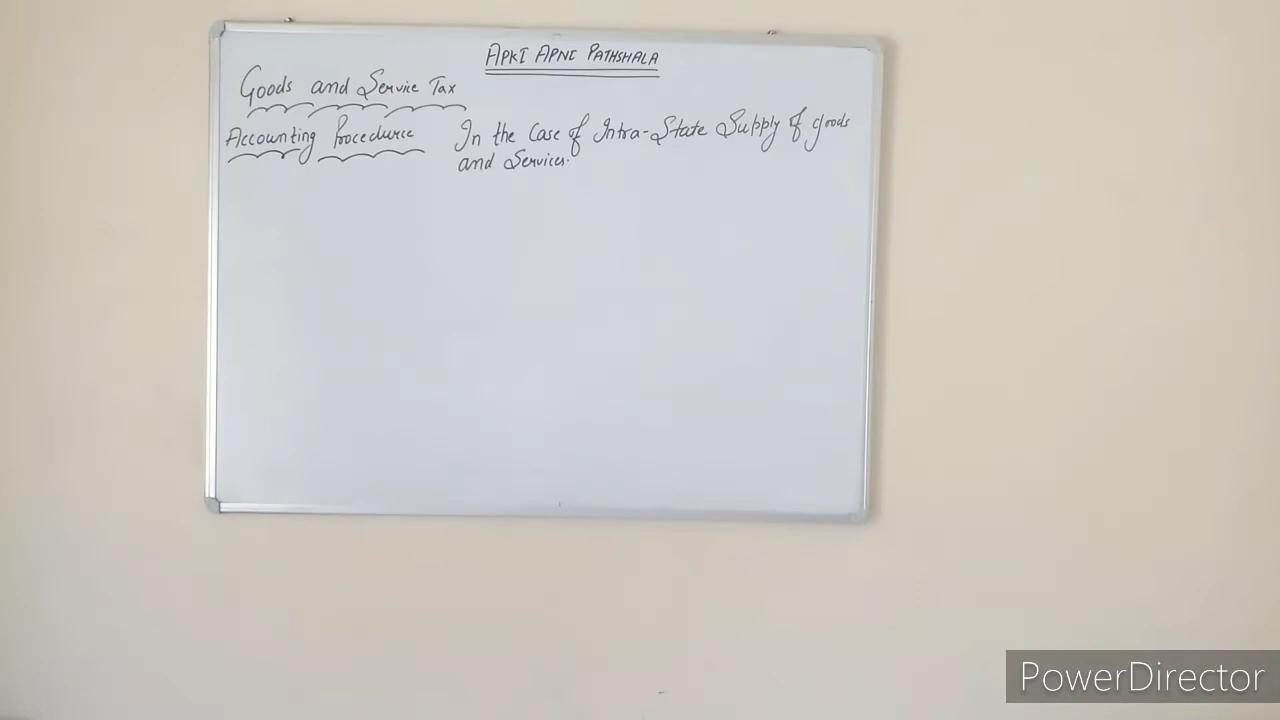 APKI APNI PATHSHALA
Goods and Service Tax
Accounting Procedure In the Case of Intra-State Supply of goods
and Services.
PowerDirector